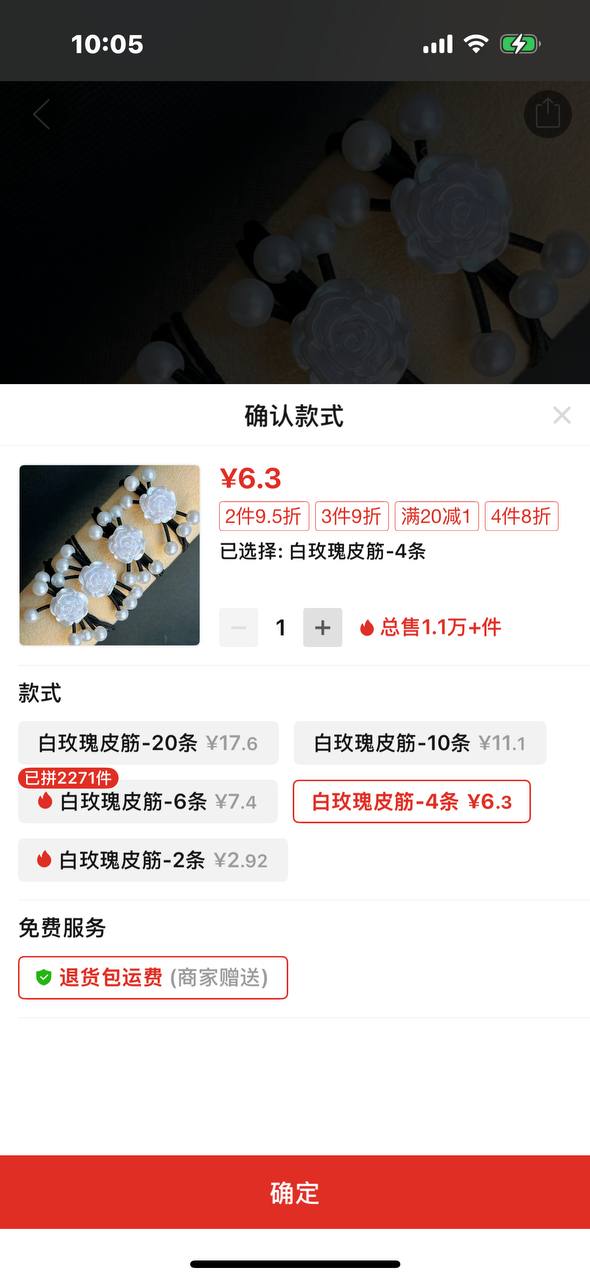 10:05
确认款式
¥6.3
2件9.5折 3件9折 满20减1 4件8折
已选择: 白玫瑰皮筋-4条
1 总售1.1万+件
款式
白玫瑰皮筋-20条 ¥17.6 白玫瑰皮筋-10条 ¥11.1
已拼2271件
白玫瑰皮筋-6条 ¥7.4 白玫瑰皮筋-4条 ¥6.3
白玫瑰皮筋-2条 ¥2.92
免费服务
退货包运费 (商家赠送)
确定